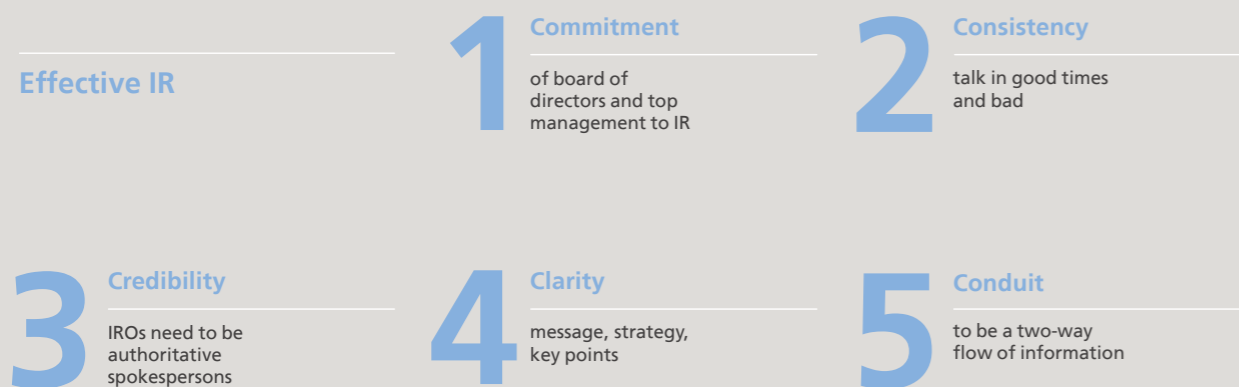 Effective IR
1
Commitment
of board of
directors and top
management to IR
2
Consistency
talk in good times
and bad
3
Credibility
IROs need to be
authoritative
spokespersons
4
Clarity
message, strategy,
key points
5
Conduit
to be a two-way
flow of information